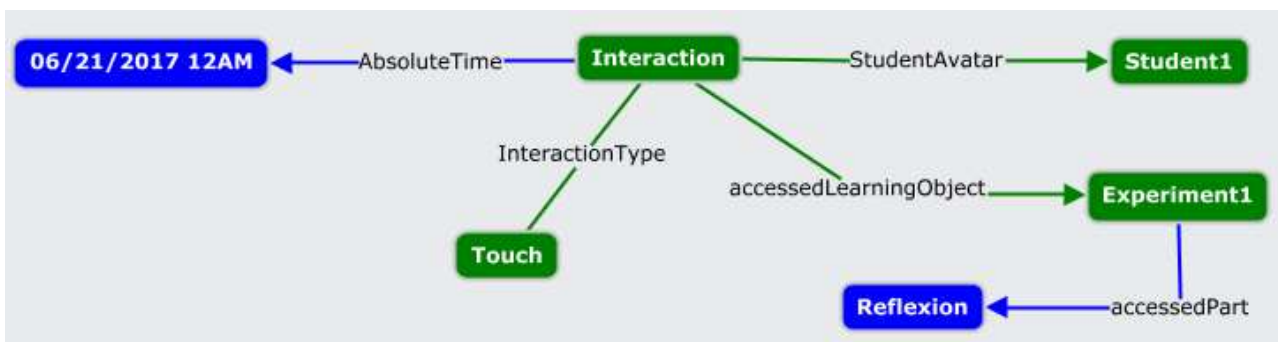 06/21/2017 12AM
AbsoluteTime
Interaction
StudentAvatar
Student1
InteractionType
accessedLearningObject
Experiment1
Touch
Reflexion
accessedPart